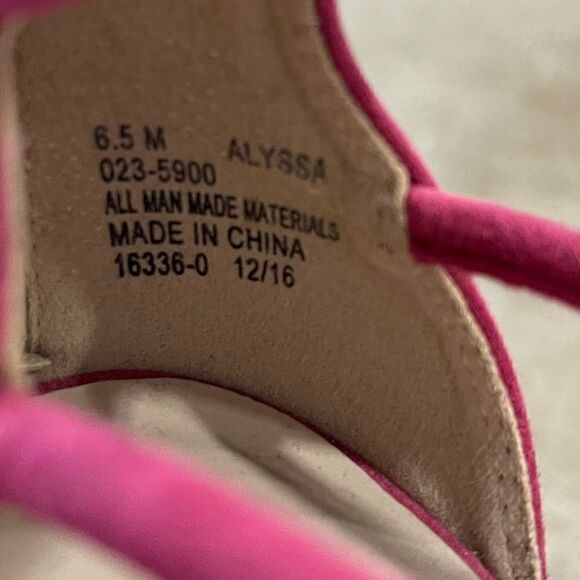 6.5 M ALYSSA
023-5900
ALL MAN MADE MATERIALS
MADE IN CHINA
16336-0 12/16